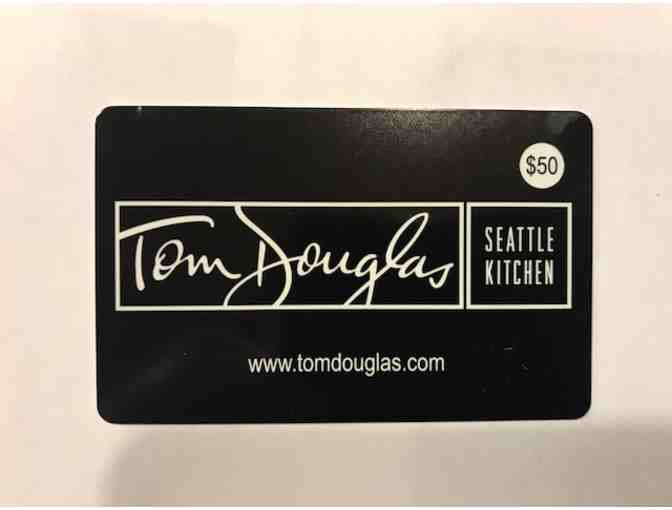 $50
Tom Douglas
SEATTLE
KITCHEN
www.tomdouglas.com